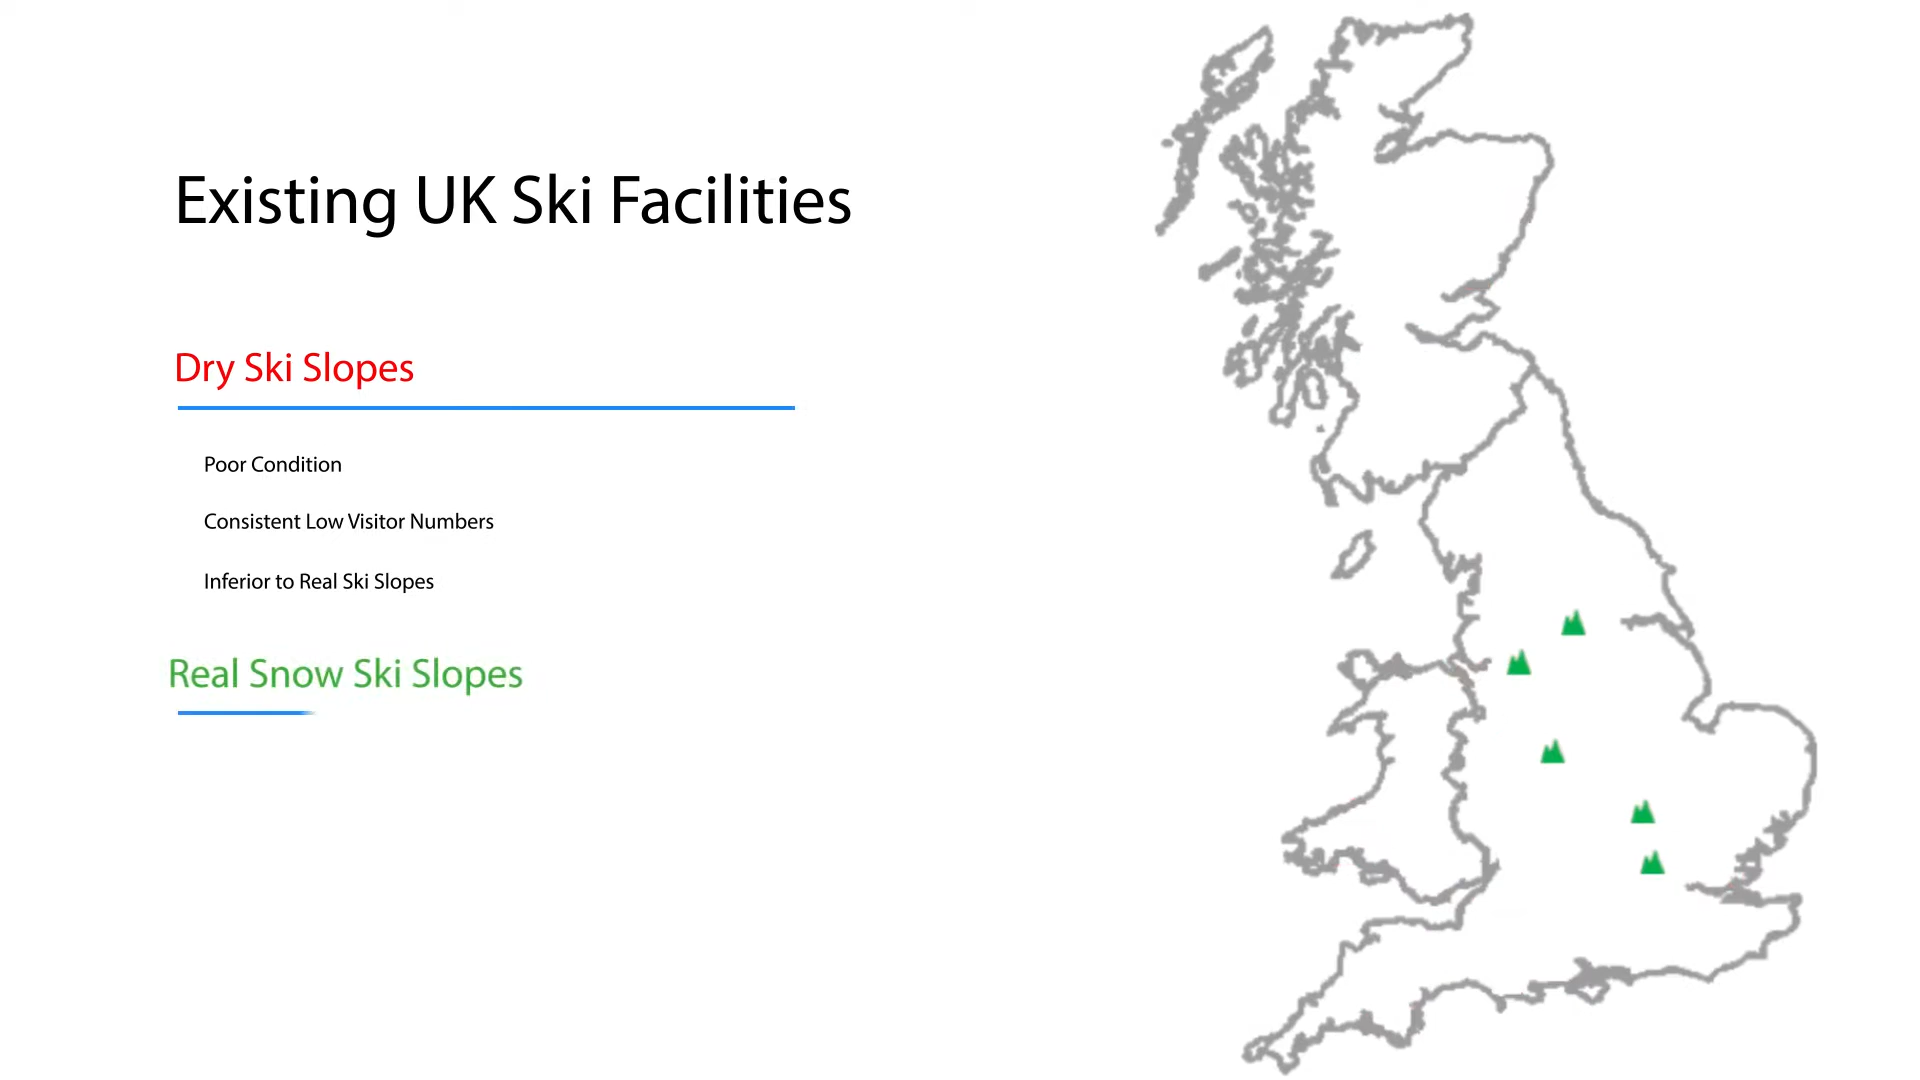 Existing UK Ski Facilities
Dry Ski Slopes
Poor Condition
Consistent Low Visitor Numbers
Inferior to Real Ski Slopes
Real Snow Ski Slopes